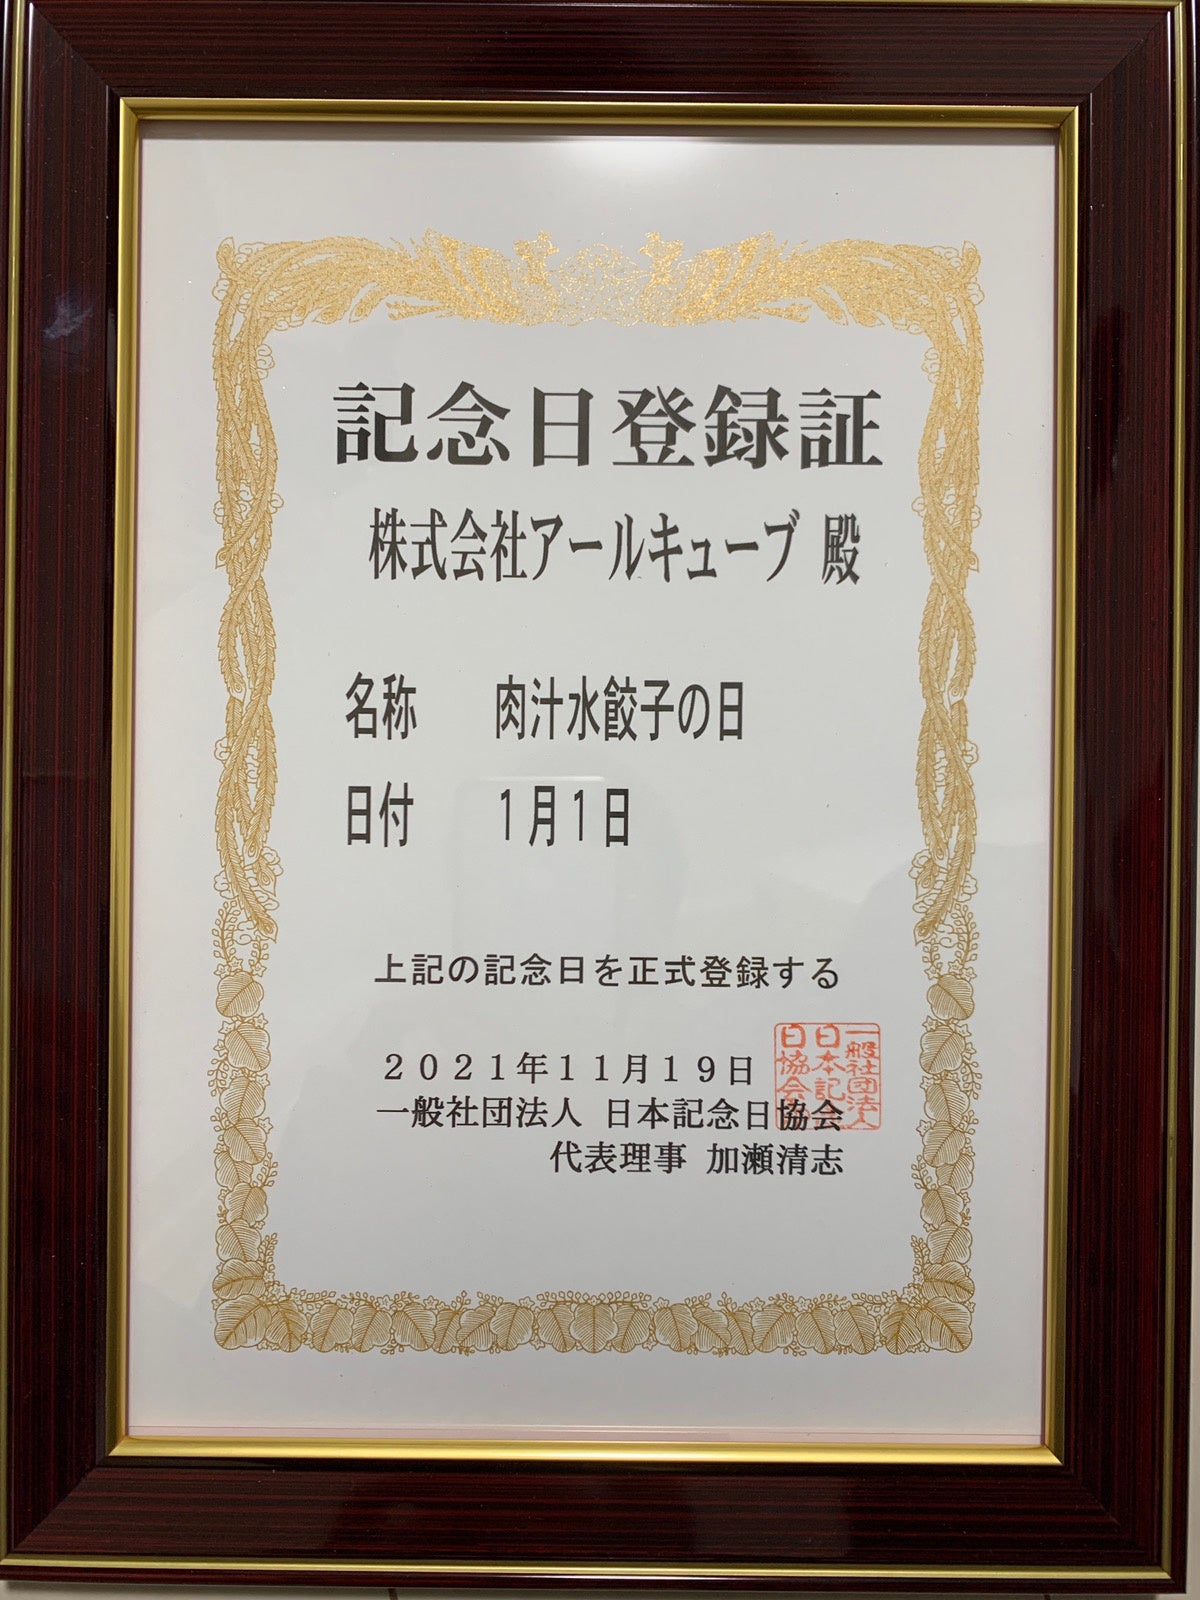 記念日登録証
株式会社アールキューブ 殿
名称 肉汁水餃子の日
日付 １月１日
上記の記念日を正式登録する
２０２１年１１月１９日
一般社団法人 日本記念日協会
代表理事 加瀬清志
一般社団法人
日本記念
日協会